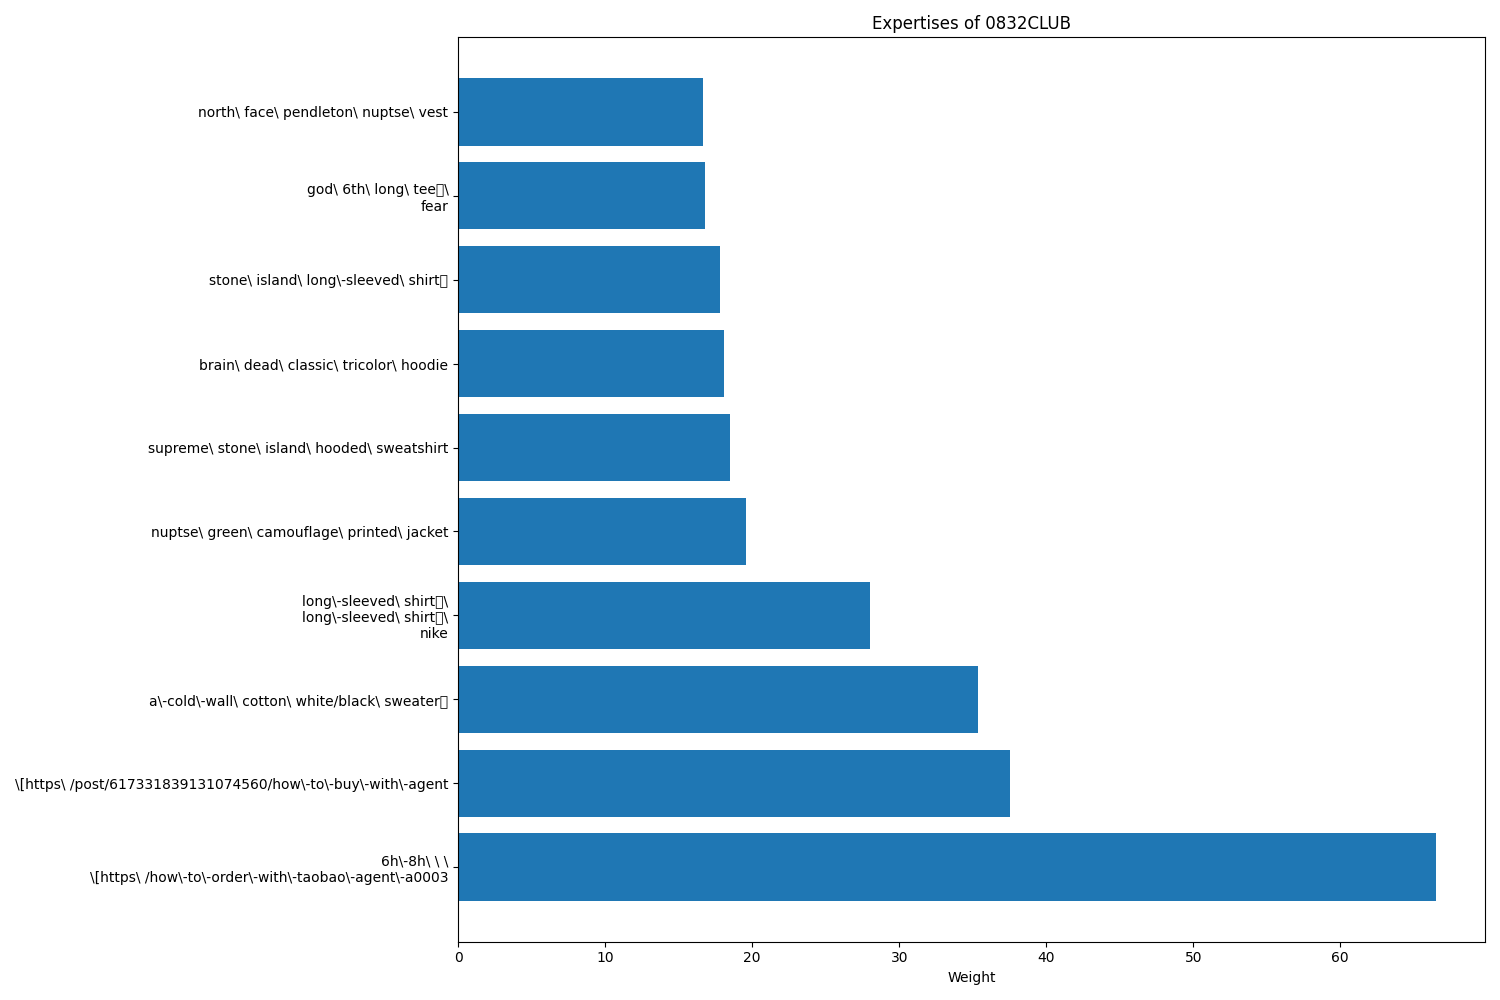 Expertises of 0832CLUB
north\ face\ pendleton\ nuptse\ vest
god\ 6th\ long\ tee▯\
fear
stone\ island\ long\-sleeved\ shirt▯
brain\ dead\ classic\ tricolor\ hoodie
supreme\ stone\ island\ hooded\ sweatshirt
nuptse\ green\ camouflage\ printed\ jacket
long\-sleeved\ shirt▯\
long\-sleeved\ shirt▯\
nike
a\-cold\-wall\ cotton\ white/black\ sweater▯
\[https\ /post/617331839131074560/how\-to\-buy\-with\-agent
6h\-8h\ \ \
\[https\ /how\-to\-order\-with\-taobao\-agent\-a0003
0 10 20 30 40 50 60
Weight